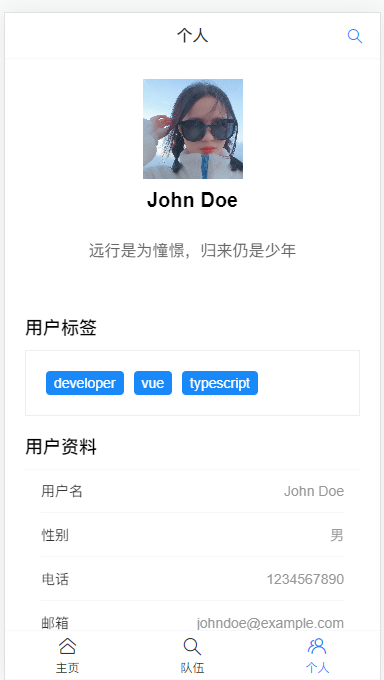 个人
John Doe
远行是为憧憬，归来仍是少年
用户标签
developer vue typescript
用户资料
用户名 John Doe
性别 男
电话 1234567890
邮箱 johndoe@example.com
主页 队伍 个人